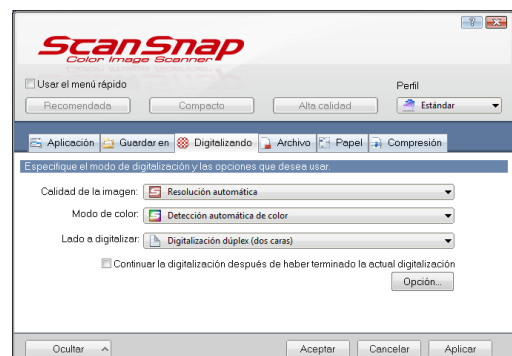 ScanSnap
Color Image Scanner
Usar el menú rápido
Perfil
Recomendada Compacto Alta calidad Estándar
Aplicación Guardar en Digitalizando Archivo Papel Compresión
Especifique el modo de digitalización y las opciones que desea usar.
Calidad de la imagen: Resolución automática
Modo de color: Detección automática de color
Lado a digitalizar: Digitalización dúplex (dos caras)
Continuar la digitalización después de haber terminado la actual digitalización
Opción...
Ocultar Aceptar Cancelar Aplicar